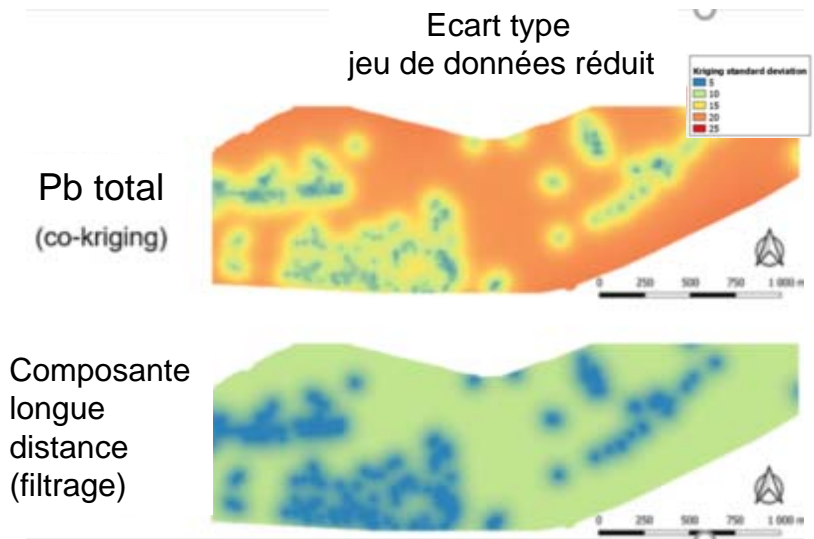 Ecart type
jeu de données réduit
Kriging standard deviation
5
10
15
20
25
Pb total
(co-kriging)
0 250 500 750 1 000 m
Composante
longue
distance
(filtrage)
0 250 500 750 1 000 m